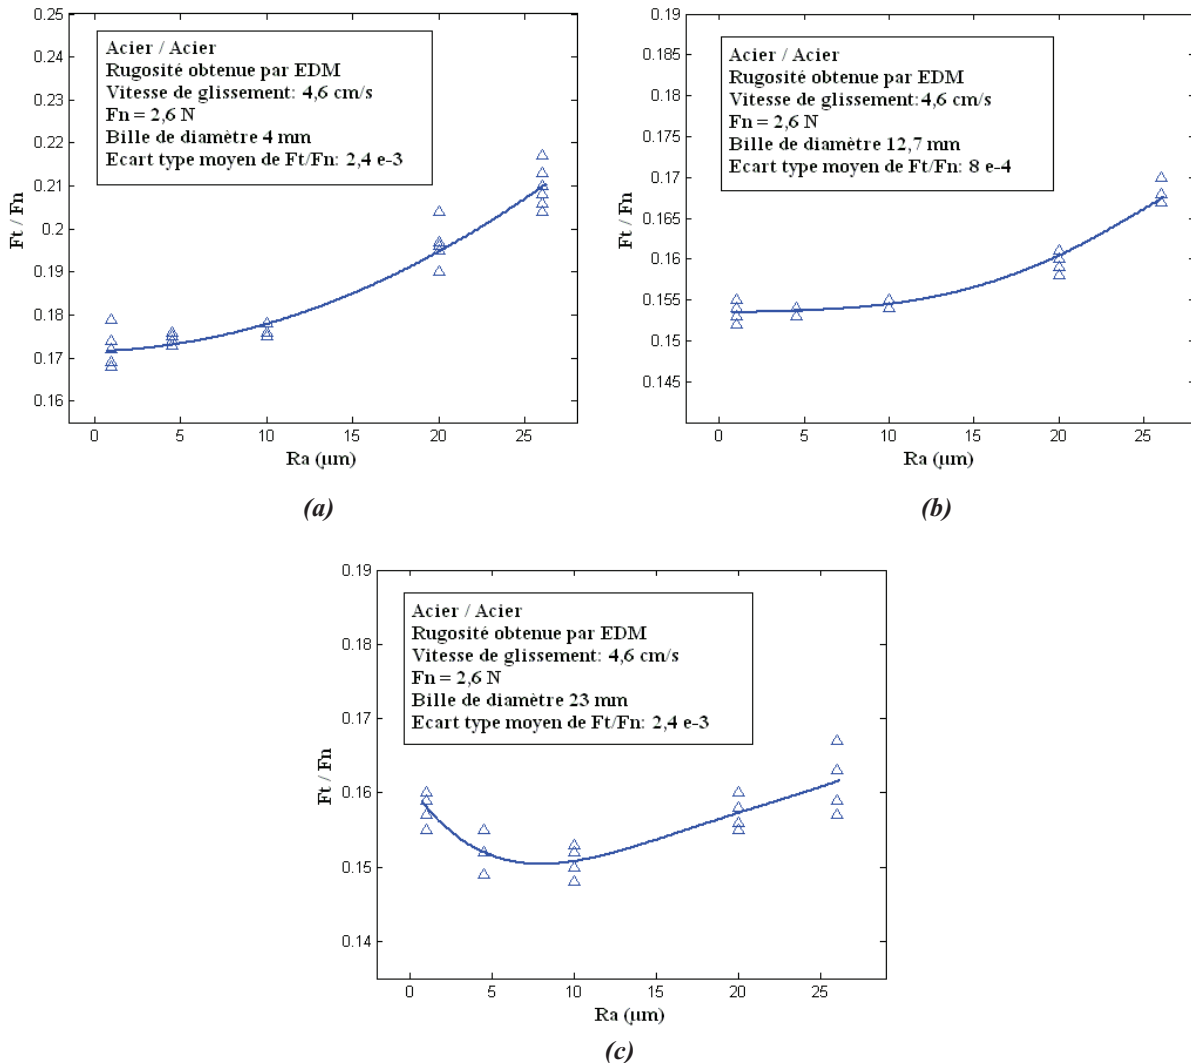 0.25
0.24
0.23
0.22
0.21
0.2
0.19
0.18
0.17
0.16
Ft / Fn
Acier / Acier
Rugosité obtenue par EDM
Vitesse de glissement: 4,6 cm/s
Fn = 2,6 N
Bille de diamètre 4 mm
Ecart type moyen de Ft/Fn: 2,4 e-3
0 5 10 15 20 25
Ra (µm)
(a)
0.19
0.185
0.18
0.175
0.17
0.165
0.16
0.155
0.15
0.145
Ft / Fn
Acier / Acier
Rugosité obtenue par EDM
Vitesse de glissement: 4,6 cm/s
Fn = 2,6 N
Bille de diamètre 12,7 mm
Ecart type moyen de Ft/Fn: 8 e-4
0 5 10 15 20 25
Ra (µm)
(b)
0.19
0.18
0.17
0.16
0.15
0.14
Ft / Fn
Acier / Acier
Rugosité obtenue par EDM
Vitesse de glissement: 4,6 cm/s
Fn = 2,6 N
Bille de diamètre 23 mm
Ecart type moyen de Ft/Fn: 2,4 e-3
0 5 10 15 20 25
Ra (µm)
(c)